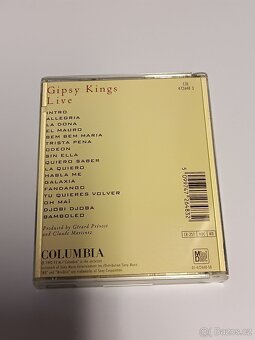 Gipsy Kings
Live
INTRO
ALLEGRIA
LA DONA
EL MAURO
BEM BEM MARIA
TRISTA PENA
ODEON
SIN ELLA
QUIERO SABER
LA QUIERO
HABLA ME
GALAXIA
FANDANGO
TU QUIERES VOLVER
OH MAI
DJOBI DJOBA
BAMBOLEO
Produced by Gérard Prévost
and Claude Martinez
COLUMBIA